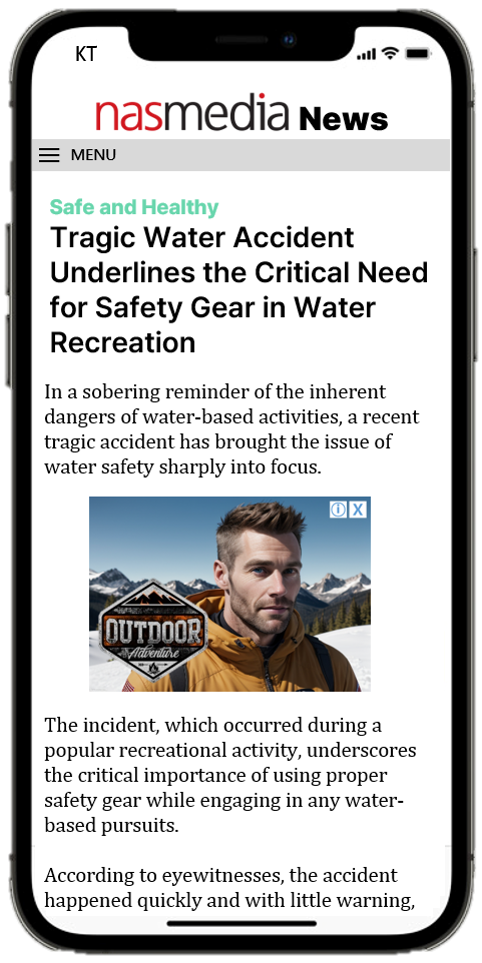 KT
nasmedia News
MENU
Safe and Healthy
Tragic Water Accident
Underlines the Critical Need
for Safety Gear in Water
Recreation
In a sobering reminder of the inherent
dangers of water-based activities, a recent
tragic accident has brought the issue of
water safety sharply into focus.
X
OUTDOOR
Adventure
The incident, which occurred during a
popular recreational activity, underscores
the critical importance of using proper
safety gear while engaging in any water-
based pursuits.
According to eyewitnesses, the accident
happened quickly and with little warning,